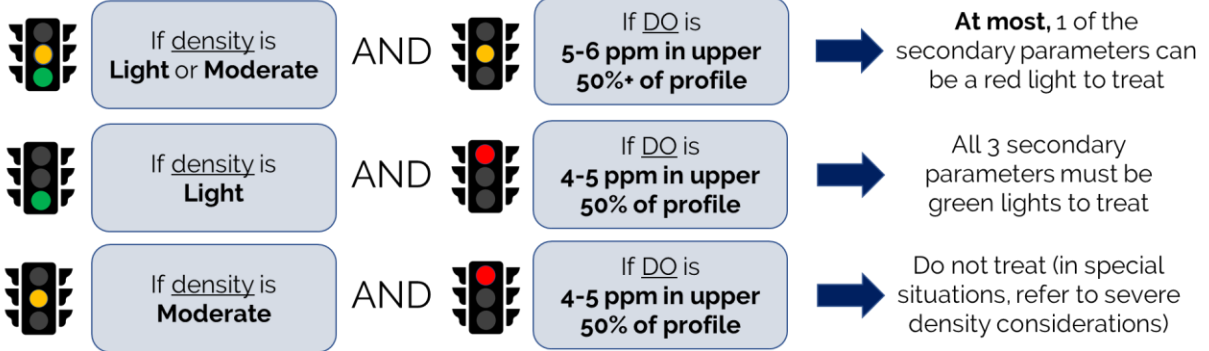 If density is
Light or Moderate
AND
If DO is
5-6 ppm in upper
50%+ of profile
At most, 1 of the
secondary parameters can
be a red light to treat
If density is
Light
AND
If DO is
4-5 ppm in upper
50% of profile
All 3 secondary
parameters must be
green lights to treat
If density is
Moderate
AND
If DO is
4-5 ppm in upper
50% of profile
Do not treat (in special
situations, refer to severe
density considerations)